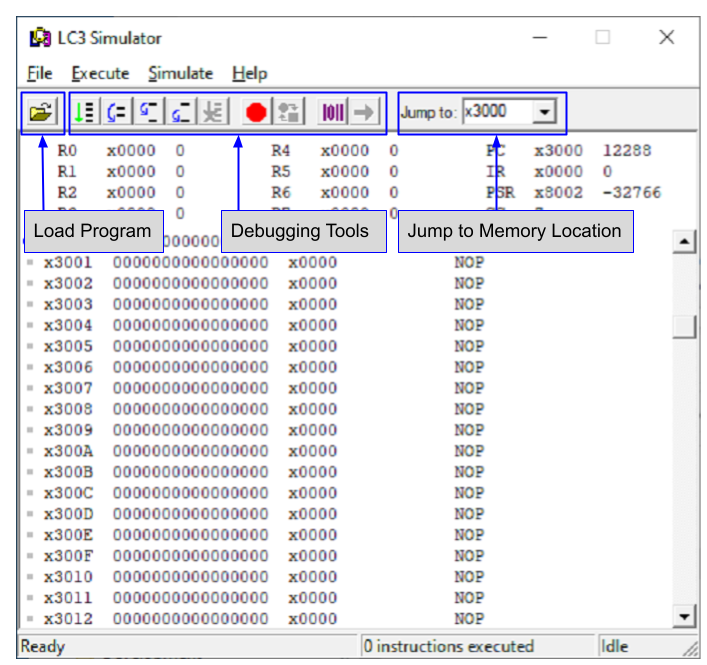 LC3 Simulator
File Execute Simulate Help
Jump to: x3000
R0 x0000 0 R4 x0000 0 PC x3000 12288
R1 x0000 0 R5 x0000 0 IR x0000 0
R2 x0000 0 R6 x0000 0 PSR x8002 -32766
0 0
Load Program Debugging Tools Jump to Memory Location
x3001 0000000000000000 x0000 NOP
x3002 0000000000000000 x0000 NOP
x3003 0000000000000000 x0000 NOP
x3004 0000000000000000 x0000 NOP
x3005 0000000000000000 x0000 NOP
x3006 0000000000000000 x0000 NOP
x3007 0000000000000000 x0000 NOP
x3008 0000000000000000 x0000 NOP
x3009 0000000000000000 x0000 NOP
x300A 0000000000000000 x0000 NOP
x300B 0000000000000000 x0000 NOP
x300C 0000000000000000 x0000 NOP
x300D 0000000000000000 x0000 NOP
x300E 0000000000000000 x0000 NOP
x300F 0000000000000000 x0000 NOP
x3010 0000000000000000 x0000 NOP
x3011 0000000000000000 x0000 NOP
x3012 0000000000000000 x0000 NOP
Ready 0 instructions executed Idle